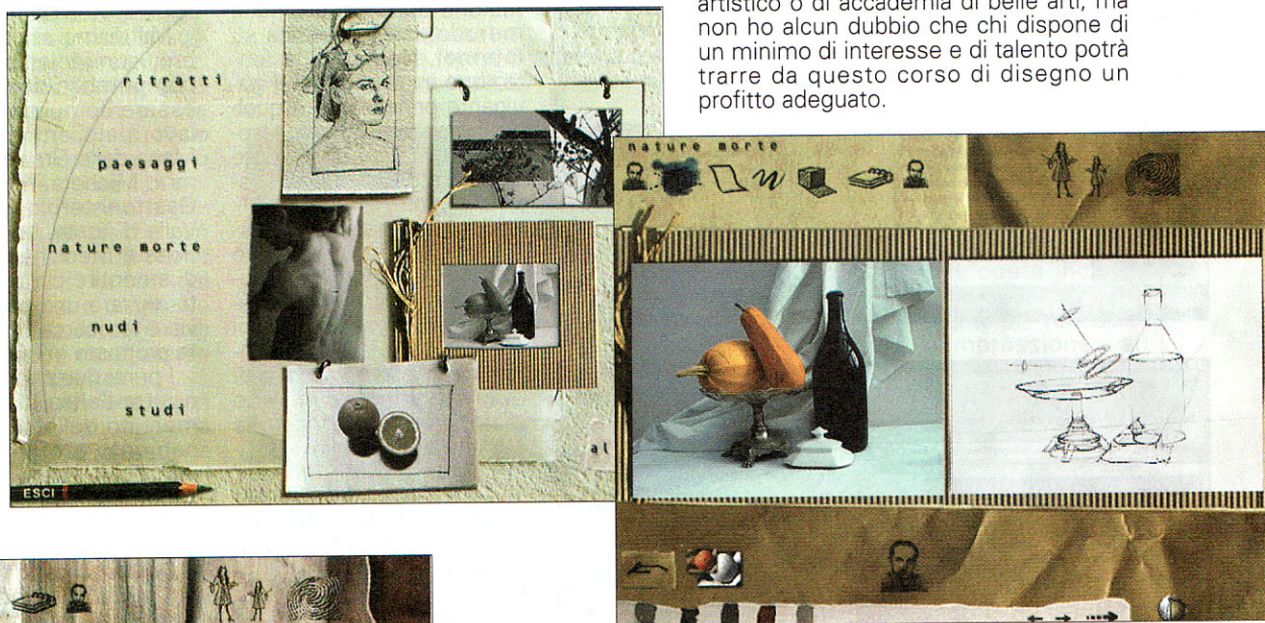 artistico o di accademia di belle arti, ma
non ho alcun dubbio che chi dispone di
un minimo di interesse e di talento potrà
trarre da questo corso di disegno un
profitto adeguato.
ritratti
paesaggi
nature morte
nudi
studi
al
ESCI
nature morte